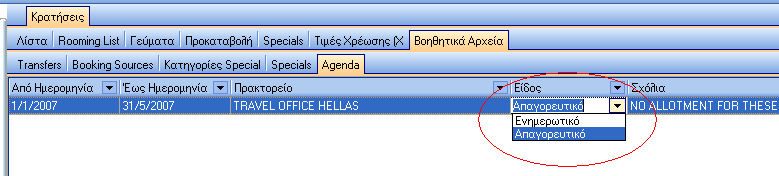 Κρατήσεις
Λίστα Rooming List Γεύματα Προκαταβολή Specials Τιμές Χρέωσης (Χ Βοηθητικά Αρχεία
Transfers Booking Sources Κατηγορίες Special Specials Agenda
Από Ημερομηνία Έως Ημερομηνία Πρακτορείο Είδος Σχόλια
1/1/2007 31/5/2007 TRAVEL OFFICE HELLAS Απαγορευτικό NO ALLOTMENT FOR THESE
Ενημερωτικό
Απαγορευτικό